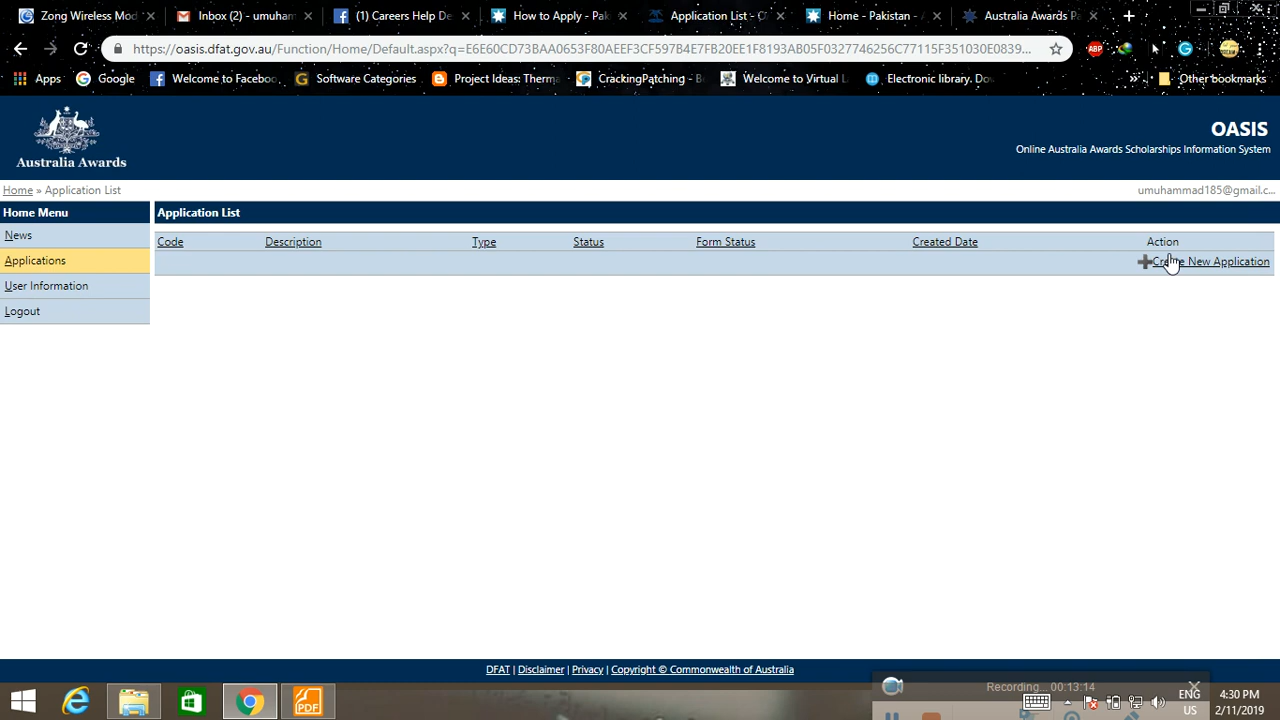 Zong Wireless Mod
Inbox (2) - umuham
(1) Careers Help De
How to Apply - Pak
Application List - O
Home - Pakistan - A
Australia Awards P
https://oasis.dfat.gov.au/Function/Home/Default.aspx?q=E6E60CD73BAA0653F80AEEF3CF597B4E7FB20EE1F8193AB05F0327746256C77115F351030E0839...
ABP
Apps
Google
Welcome to Faceboo
Software Categories
Project Ideas: Therma
CrackingPatching - B
Welcome to Virtual L
Electronic library. Do
Other bookmarks
Australia Awards
OASIS
Online Australia Awards Scholarships Information System
Home » Application List
umuhammad185@gmail.c...
Home Menu
News
Applications
User Information
Logout
Application List
Code Description Type Status Form Status Created Date Action
Create New Application
DFAT | Disclaimer | Privacy | Copyright © Commonwealth of Australia
PDF
Recording... 00:13:14
ENG
US
4:30 PM
2/11/2019